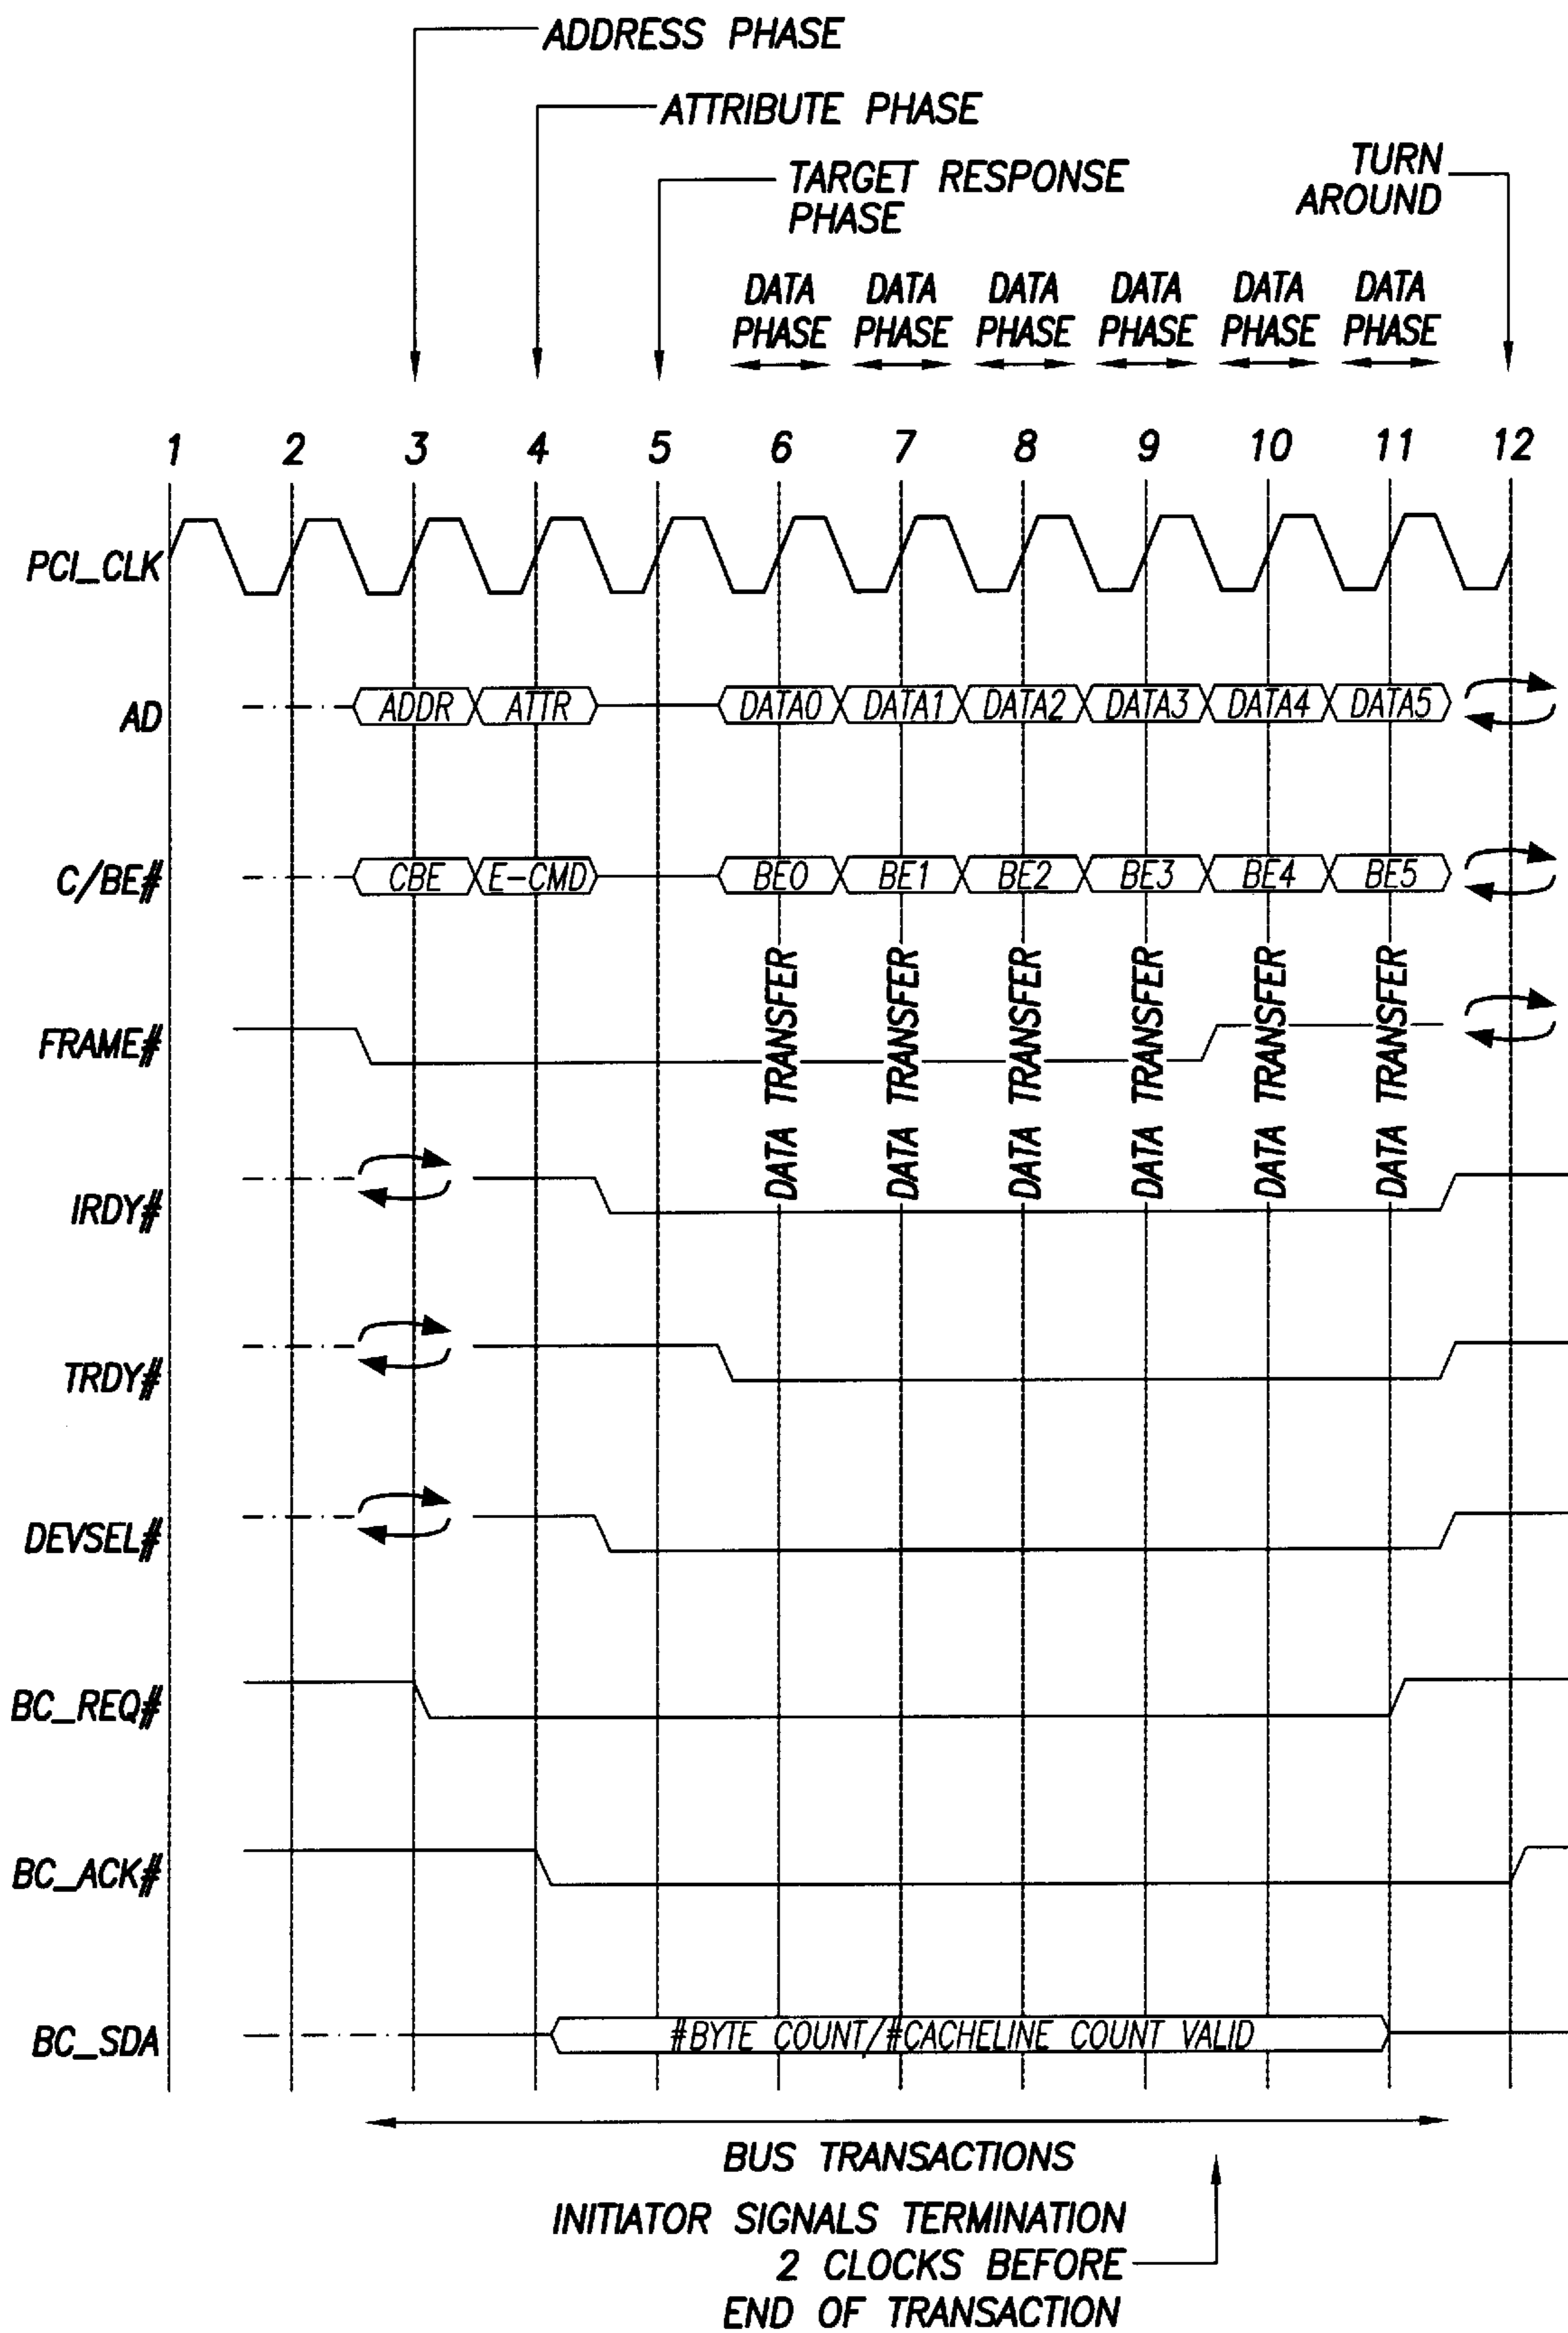 ADDRESS PHASE
ATTRIBUTE PHASE
TARGET RESPONSE
PHASE
TURN
AROUND
DATA DATA DATA DATA DATA DATA
PHASE PHASE PHASE PHASE PHASE PHASE
1 2 3 4 5 6 7 8 9 10 11 12
PCI_CLK
AD ADDR ATTR DATA0 DATA1 DATA2 DATA3 DATA4 DATA5
C/BE# CBE E-CMD BE0 BE1 BE2 BE3 BE4 BE5
DATA TRANSFER
DATA TRANSFER
DATA TRANSFER
DATA TRANSFER
DATA TRANSFER
DATA TRANSFER
FRAME#
IRDY#
TRDY#
DEVSEL#
BC_REQ#
BC_ACK#
BC_SDA #BYTE COUNT/#CACHELINE COUNT VALID
BUS TRANSACTIONS
INITIATOR SIGNALS TERMINATION
2 CLOCKS BEFORE
END OF TRANSACTION